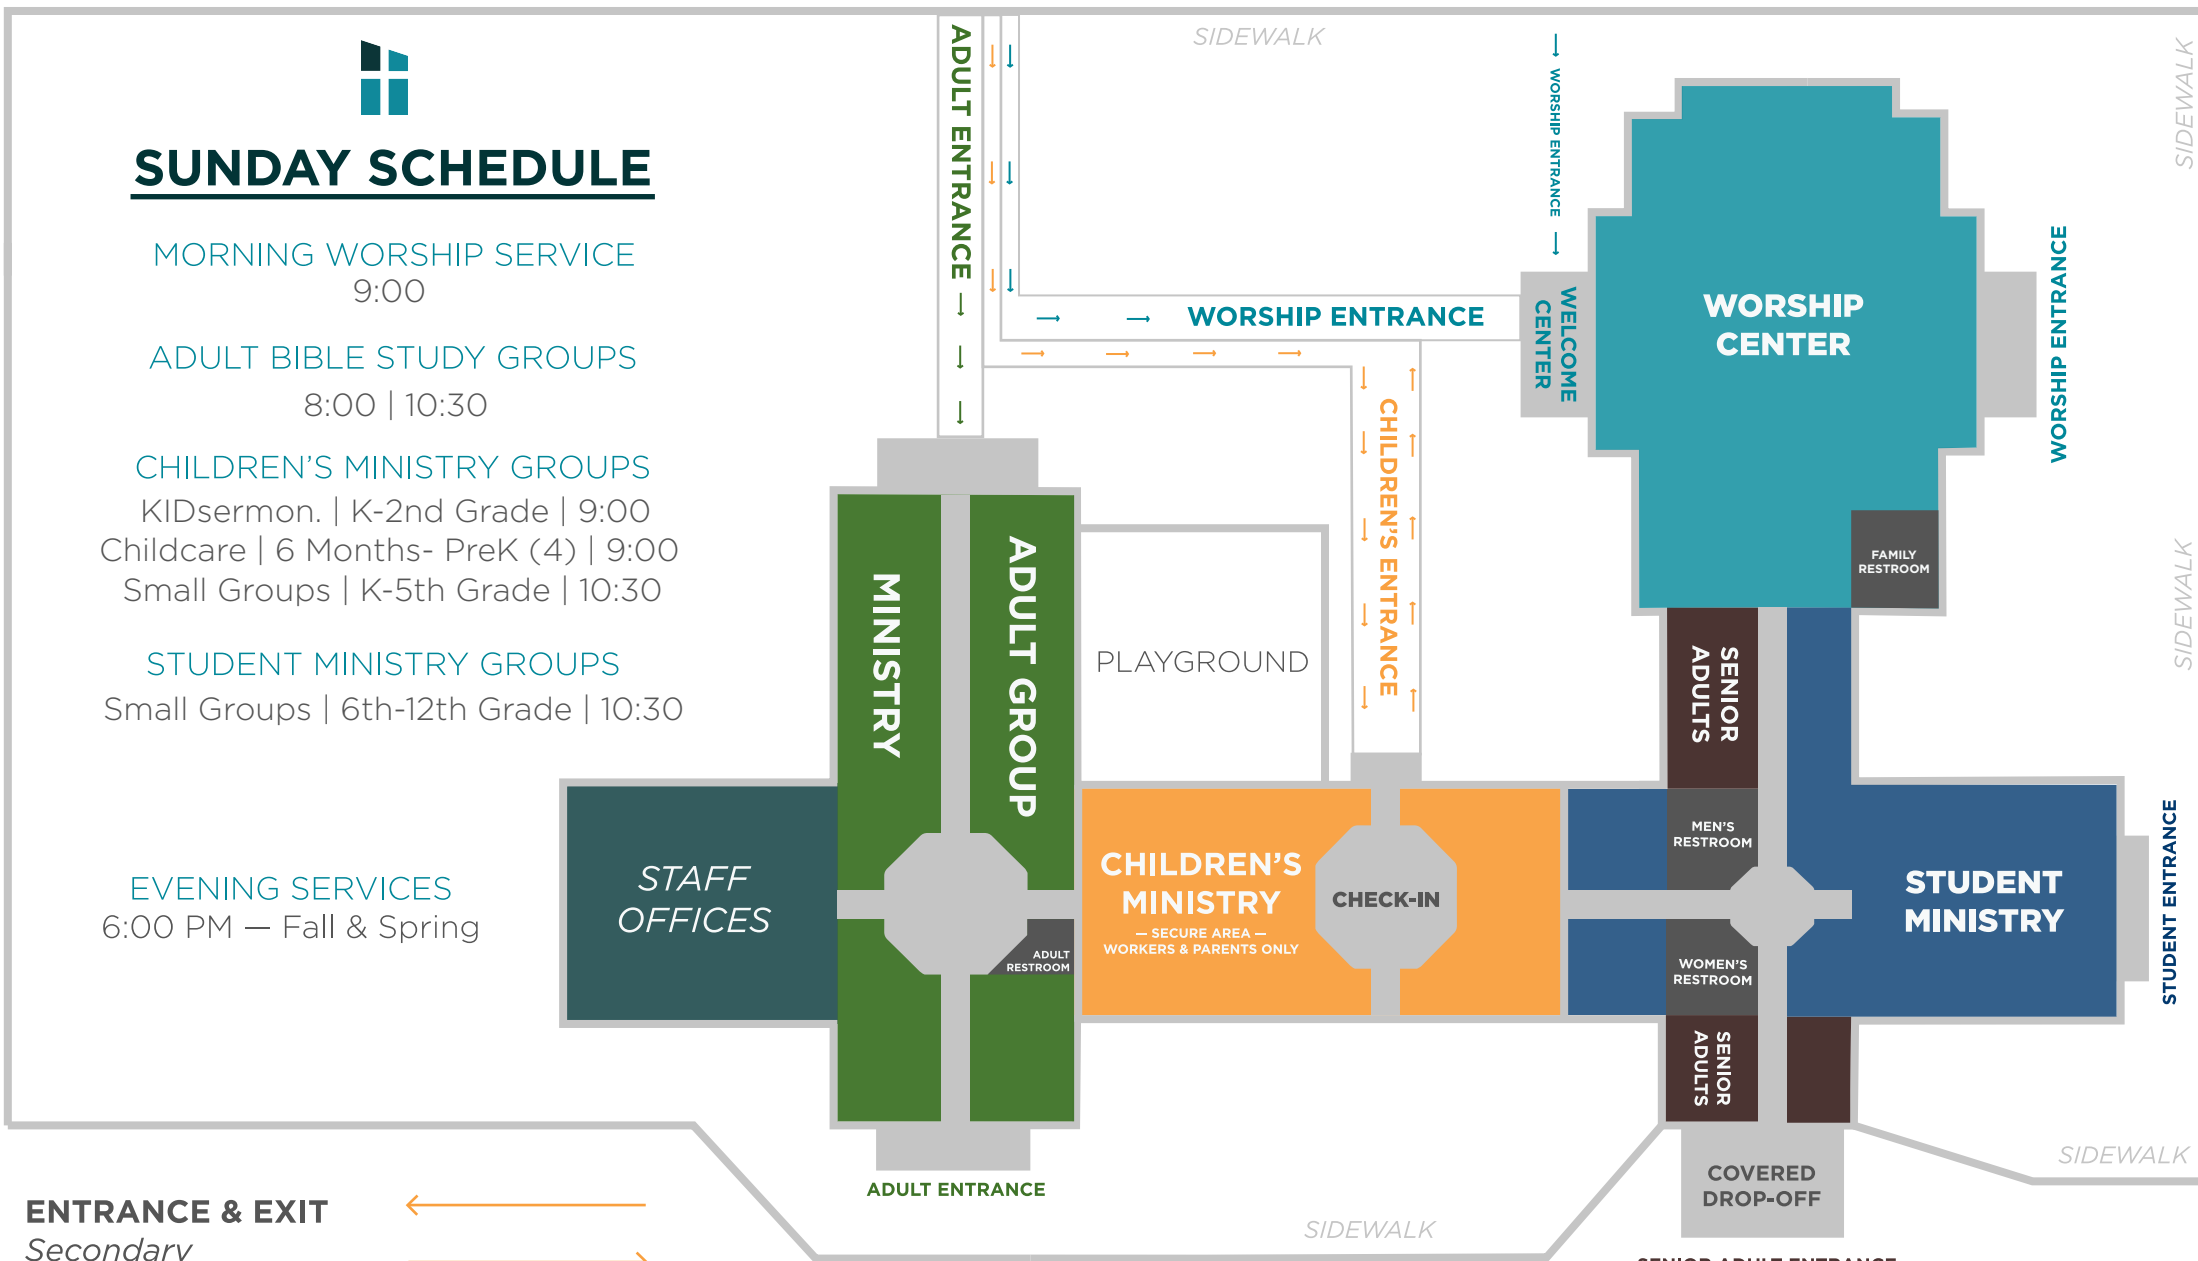 SUNDAY SCHEDULE
MORNING WORSHIP SERVICE
9:00
ADULT BIBLE STUDY GROUPS
8:00 | 10:30
CHILDREN'S MINISTRY GROUPS
KIDsermon. | K-2nd Grade | 9:00
Childcare | 6 Months- PreK (4) | 9:00
Small Groups | K-5th Grade | 10:30
STUDENT MINISTRY GROUPS
Small Groups | 6th-12th Grade | 10:30
EVENING SERVICES
6:00 PM — Fall & Spring
ENTRANCE & EXIT
Secondary
ADULT ENTRANCE
SIDEWALK
WORSHIP ENTRANCE
SIDEWALK
WORSHIP ENTRANCE
WELCOME
CENTER
WORSHIP
CENTER
WORSHIP ENTRANCE
CHILDREN'S ENTRANCE
FAMILY
RESTROOM
SIDEWALK
MINISTRY
ADULT GROUP
PLAYGROUND
SENIOR
ADULTS
STAFF
OFFICES
ADULT
RESTROOM
CHILDREN'S
MINISTRY
— SECURE AREA —
WORKERS & PARENTS ONLY
CHECK-IN
MEN'S
RESTROOM
WOMEN'S
RESTROOM
STUDENT
MINISTRY
STUDENT ENTRANCE
SENIOR
ADULTS
ADULT ENTRANCE
COVERED
DROP-OFF
SIDEWALK
SIDEWALK
SENIOR ADULT ENTRANCE